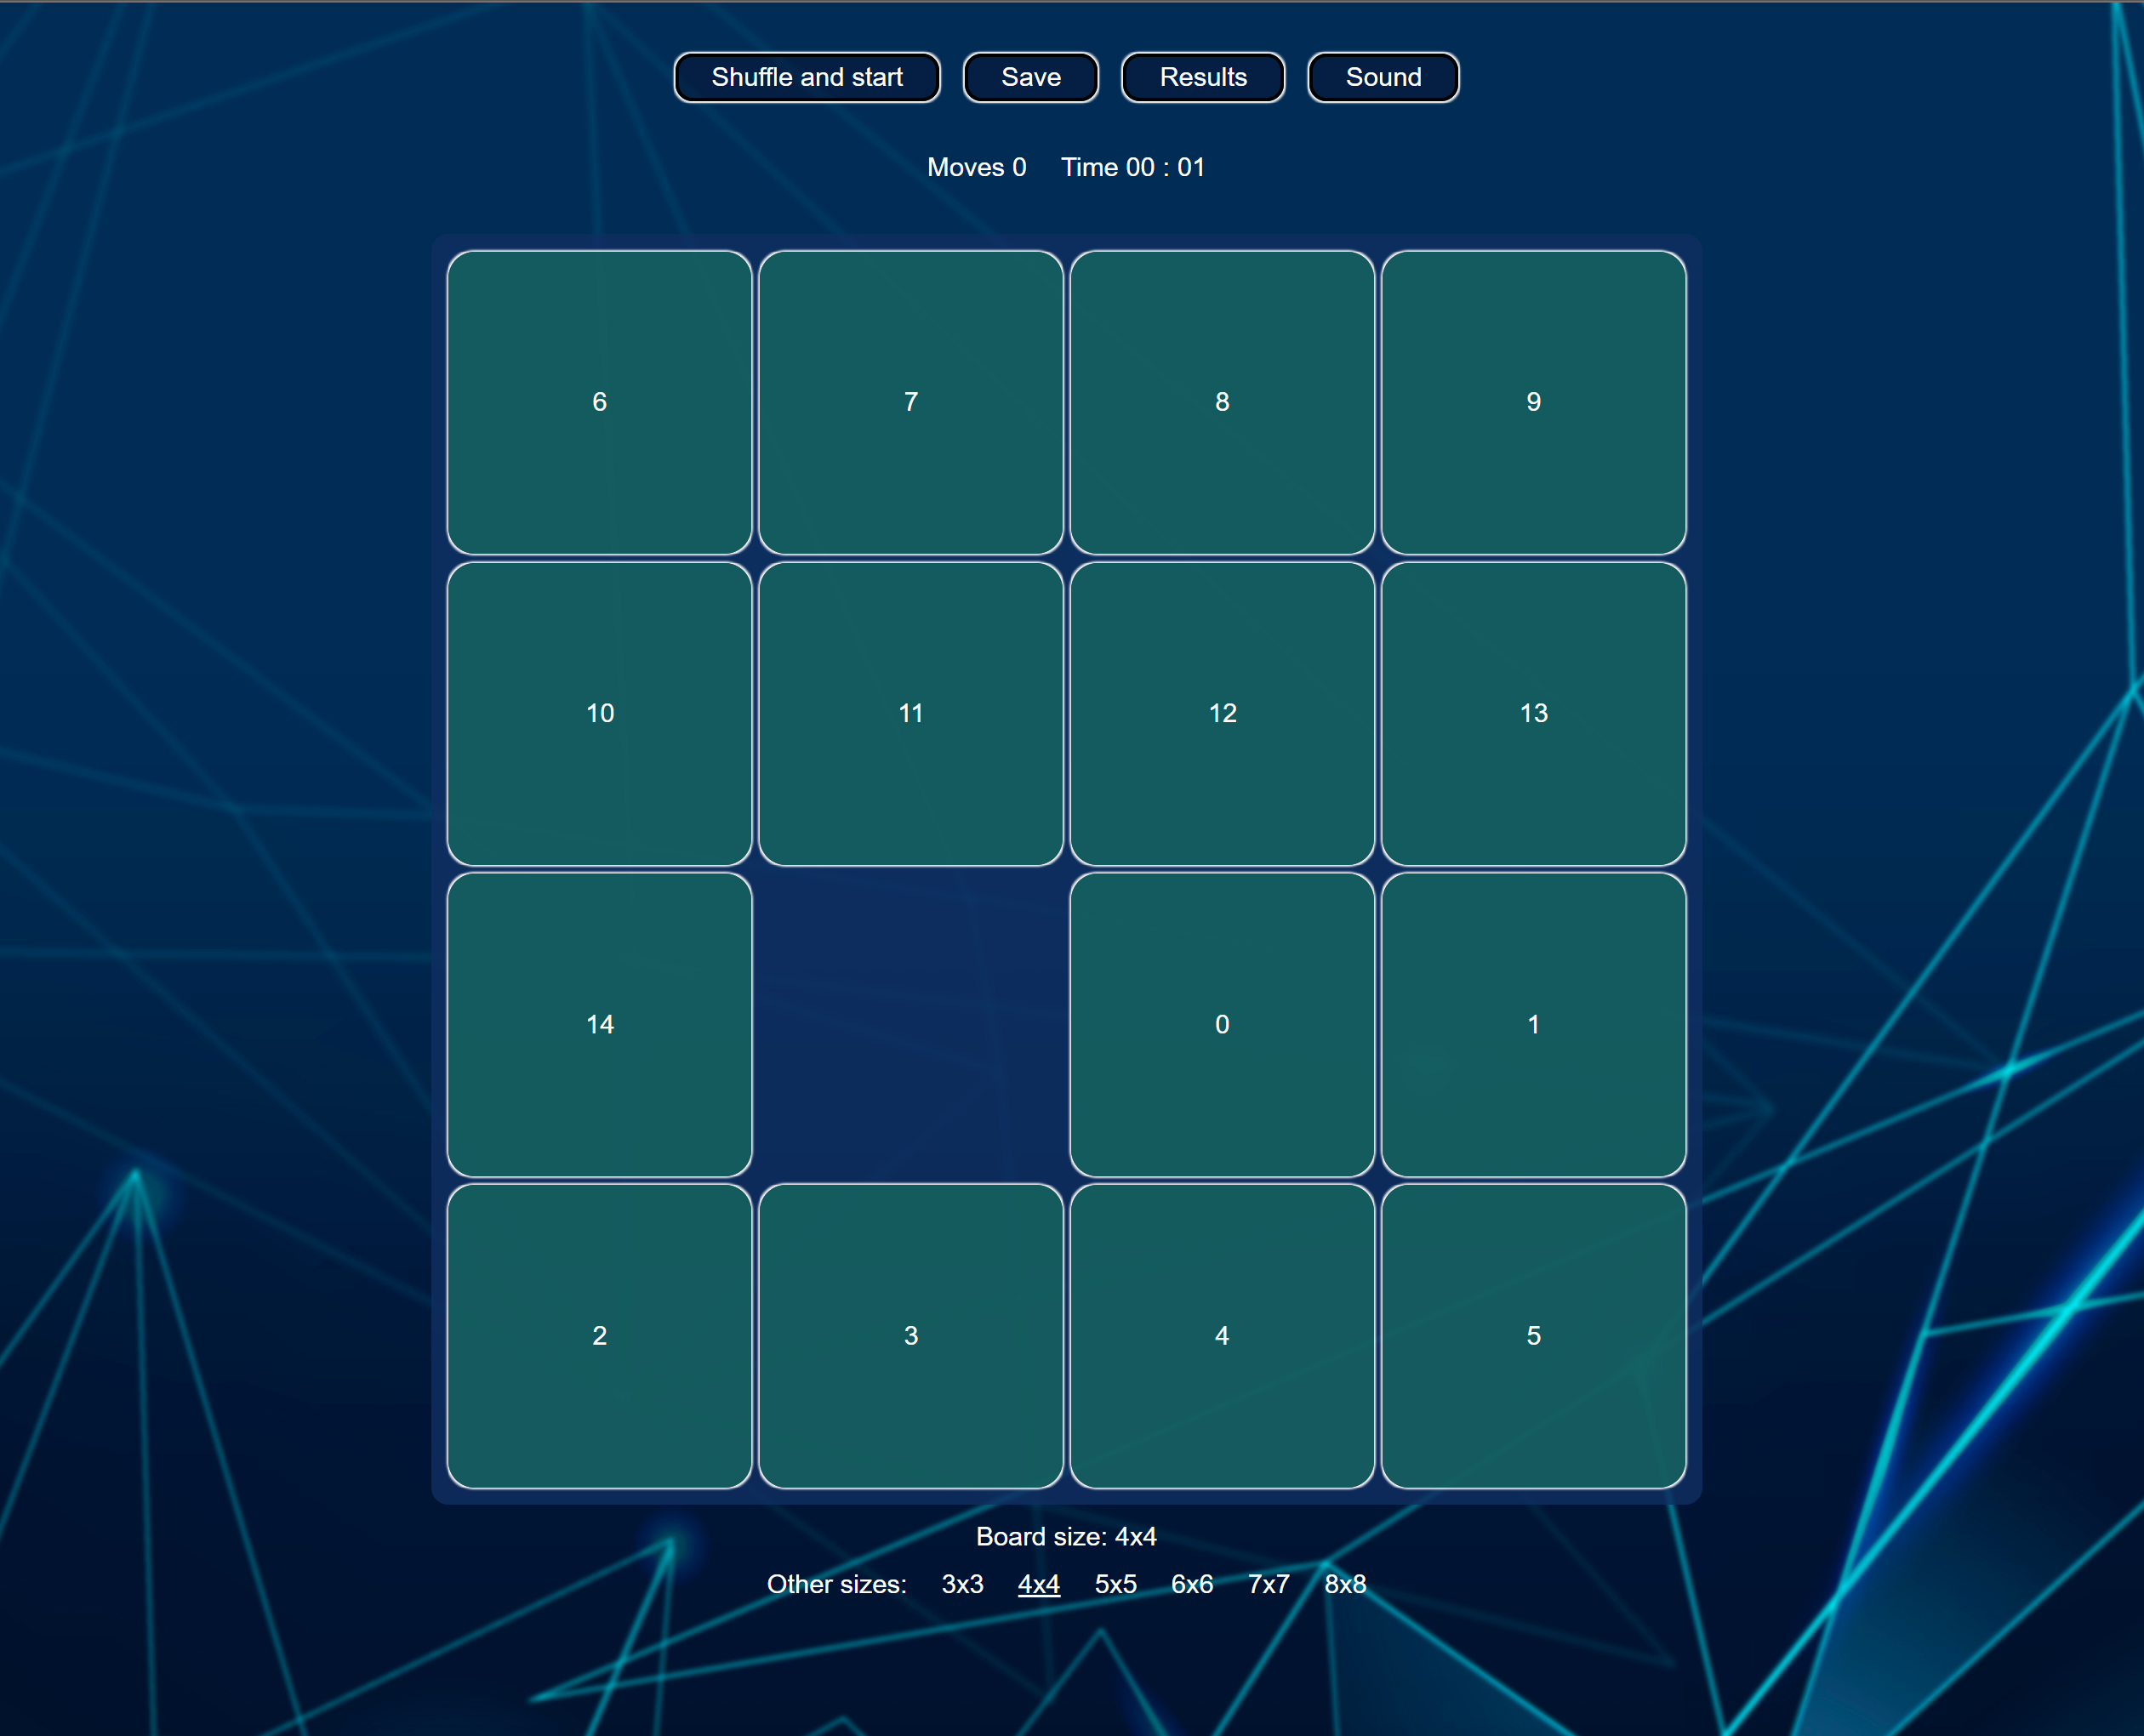 Shuffle and start Save Results Sound
Moves 0 Time 00 : 01
6 7 8 9
10 11 12 13
14 0 1
2 3 4 5
Board size: 4x4
Other sizes: 3x3 4x4 5x5 6x6 7x7 8x8